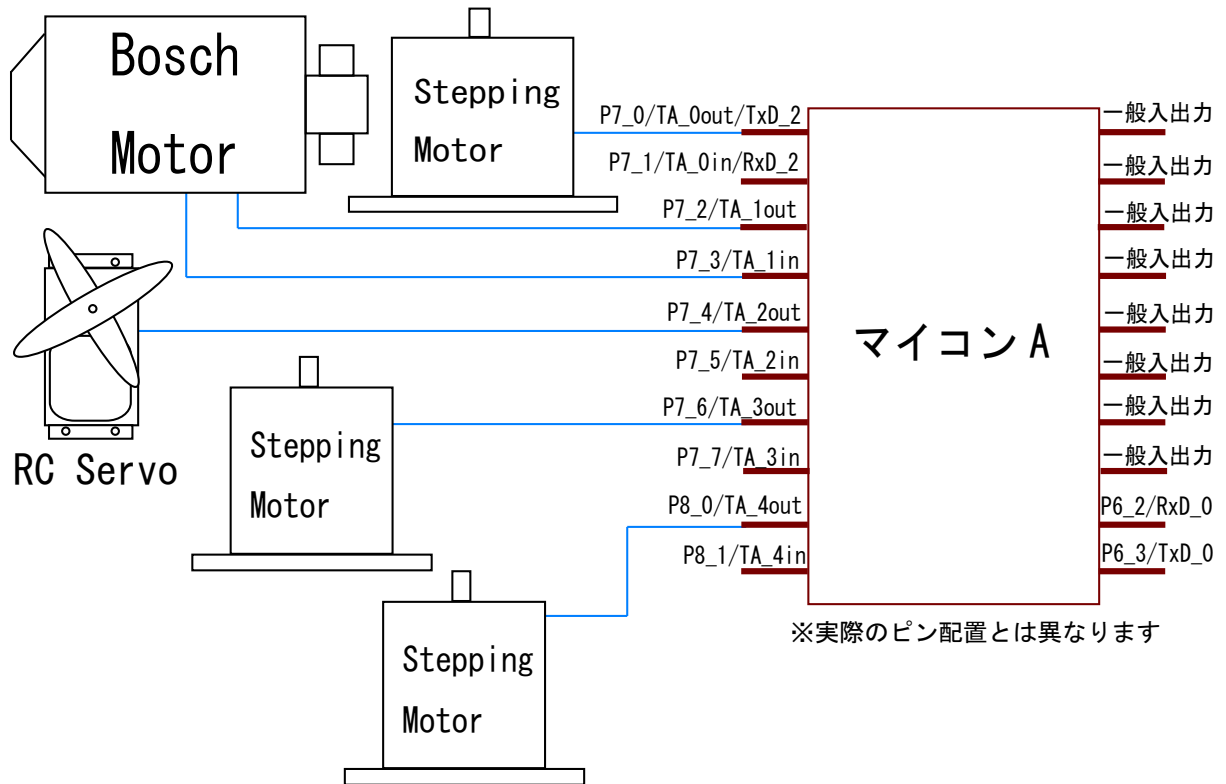 Bosch
Motor
Stepping
Motor
RC Servo
Stepping
Motor
Stepping
Motor
P7_0/TA_0out/TxD_2
P7_1/TA_0in/RxD_2
P7_2/TA_1out
P7_3/TA_1in
P7_4/TA_2out
P7_5/TA_2in
P7_6/TA_3out
P7_7/TA_3in
P8_0/TA_4out
P8_1/TA_4in
マイコンA
一般入出力
一般入出力
一般入出力
一般入出力
一般入出力
一般入出力
一般入出力
一般入出力
P6_2/RxD_0
P6_3/TxD_0
※実際のピン配置とは異なります